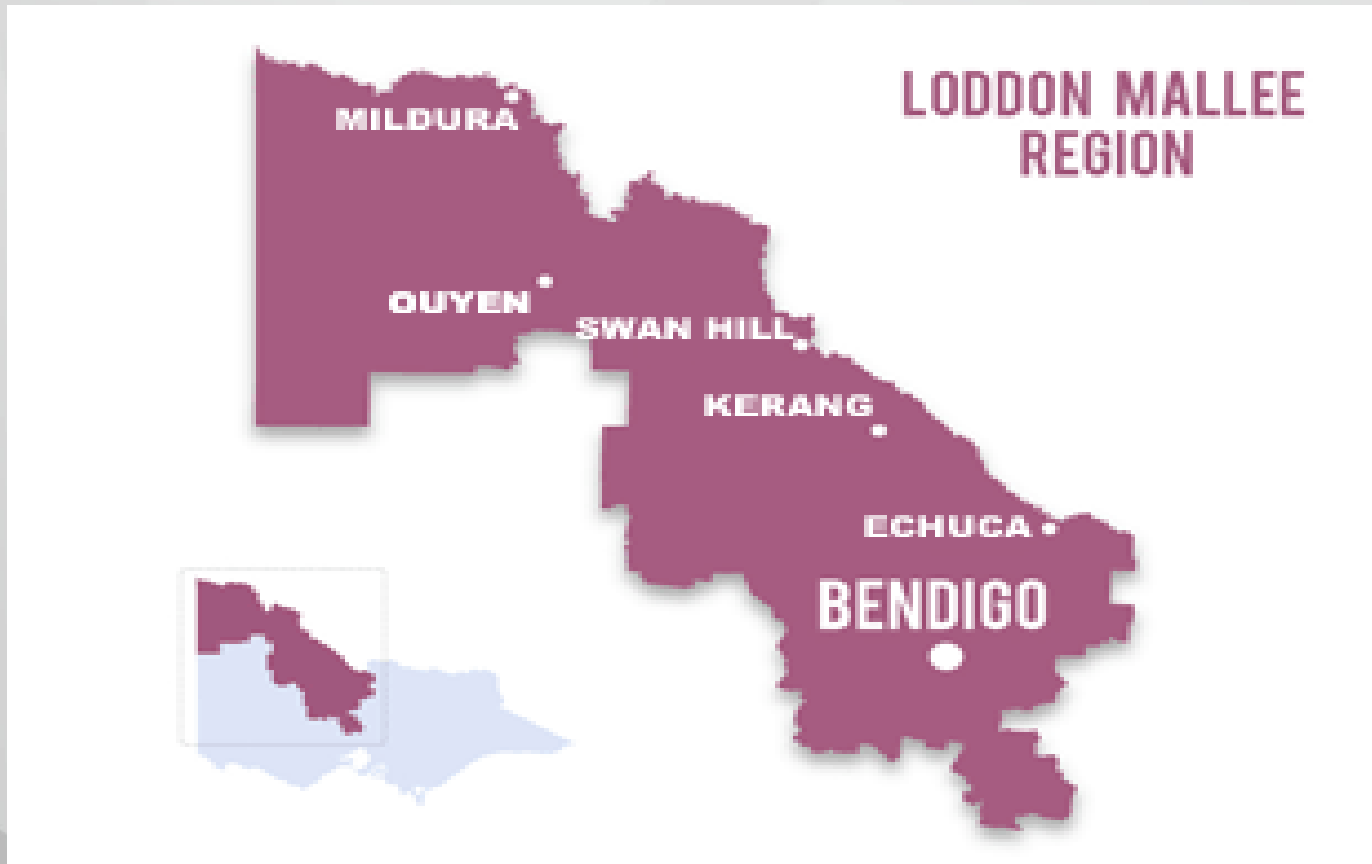 LODDON MALLEE
REGION
MILDURA
OUYEN
SWAN HILL
KERANG
ECHUCA
BENDIGO